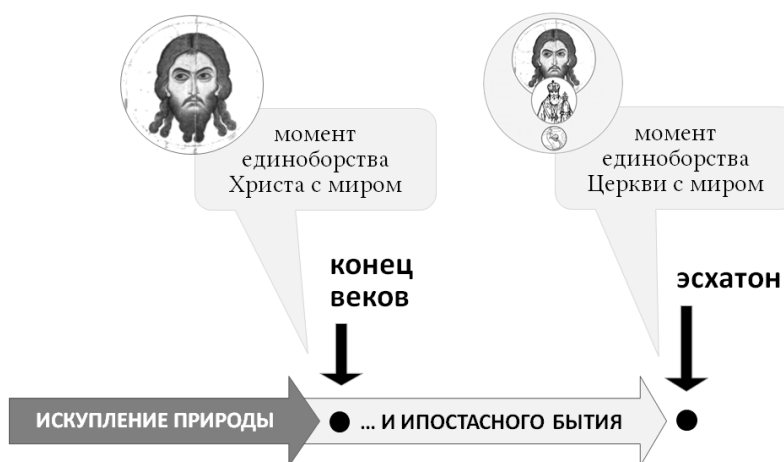 момент
единоборства
Христа с миром
момент
единоборства
Церкви с миром
конец
веков
эсхатон
ИСКУПЛЕНИЕ ПРИРОДЫ
... И ИПОСТАСНОГО БЫТИЯ